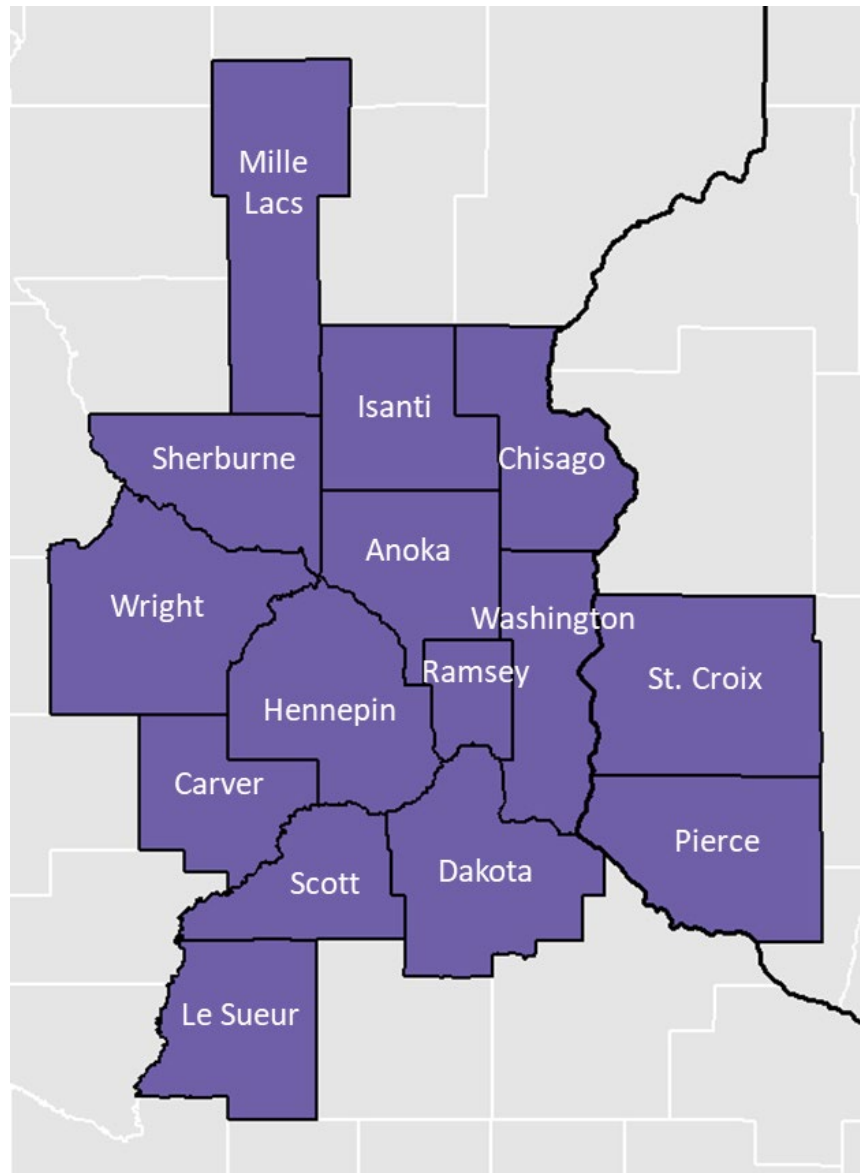 Mille
Lacs
Isanti
Sherburne
Chisago
Anoka
Wright
Washington
Ramsey
St. Croix
Hennepin
Carver
Pierce
Dakota
Scott
Le Sueur